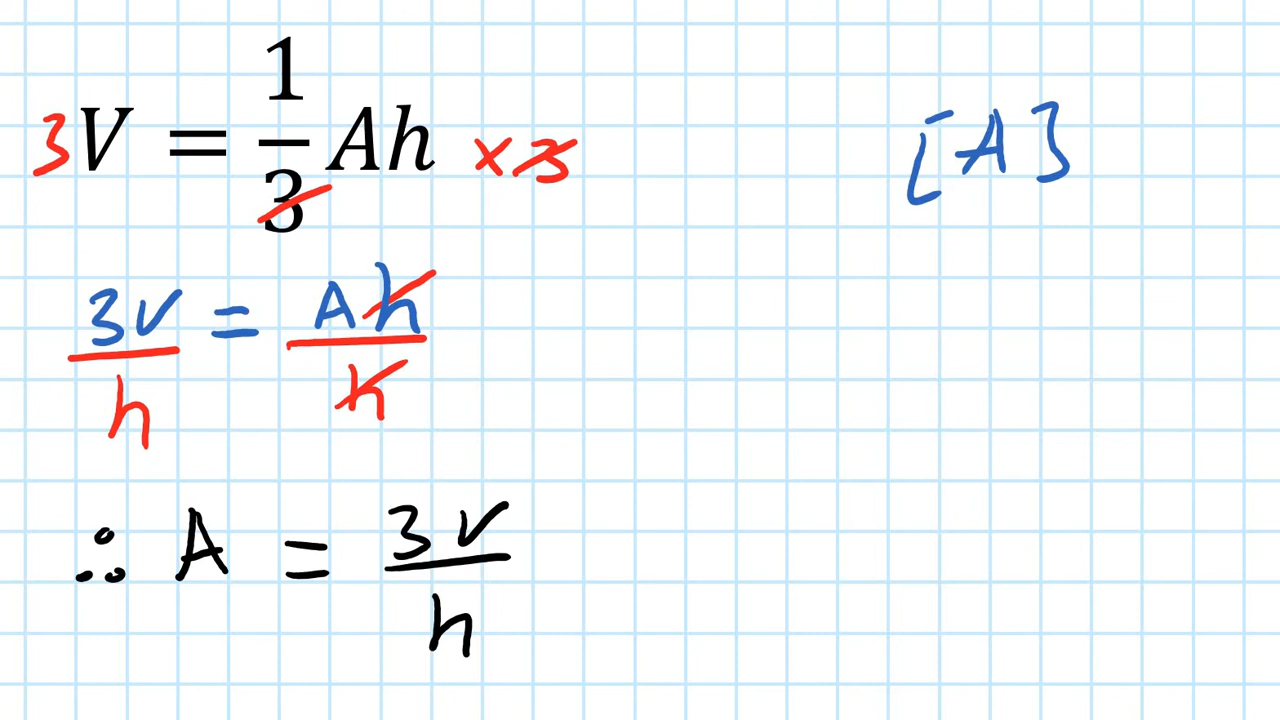 3V = 1/3 Ah ×3 [A]
3V/h = Ah/h
∴ A = 3V/h